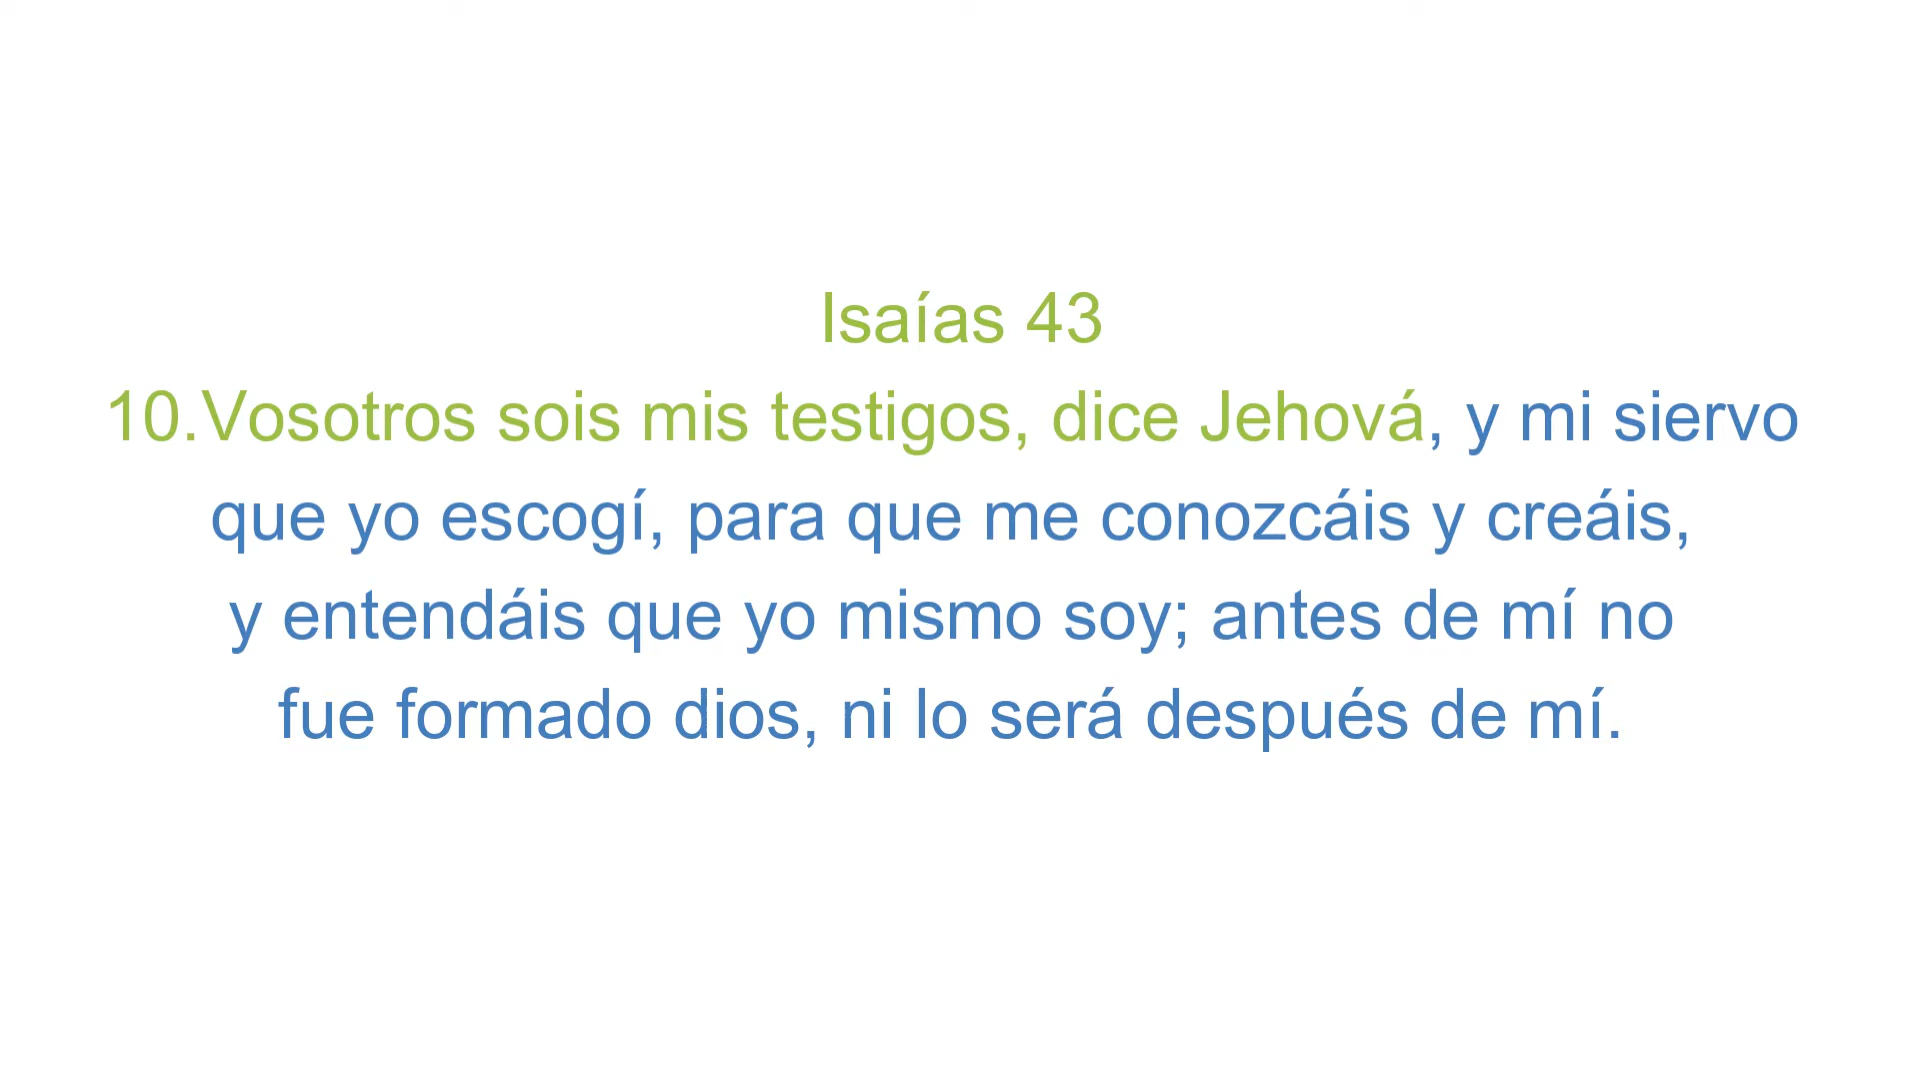 Isaías 43
10.Vosotros sois mis testigos, dice Jehová, y mi siervo
que yo escogí, para que me conozcáis y creáis,
y entendáis que yo mismo soy; antes de mí no
fue formado dios, ni lo será después de mí.